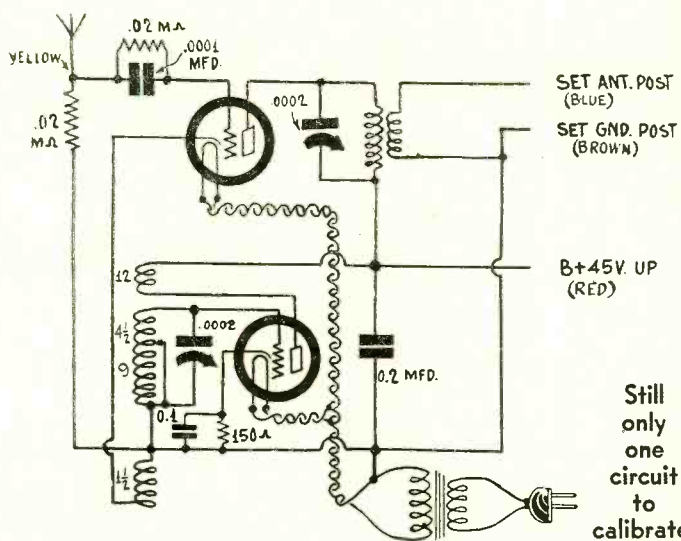 .02 MΩ
.0001
MFD.
YELLOW
.02
MΩ
.0002
SET ANT. POST
(BLUE)
SET GND. POST
(BROWN)
12
B+45V. UP
(RED)
4½
.0002
9
0.2 MFD.
0.1
150Ω
1½
Still
only
one
circuit
to
calibrate